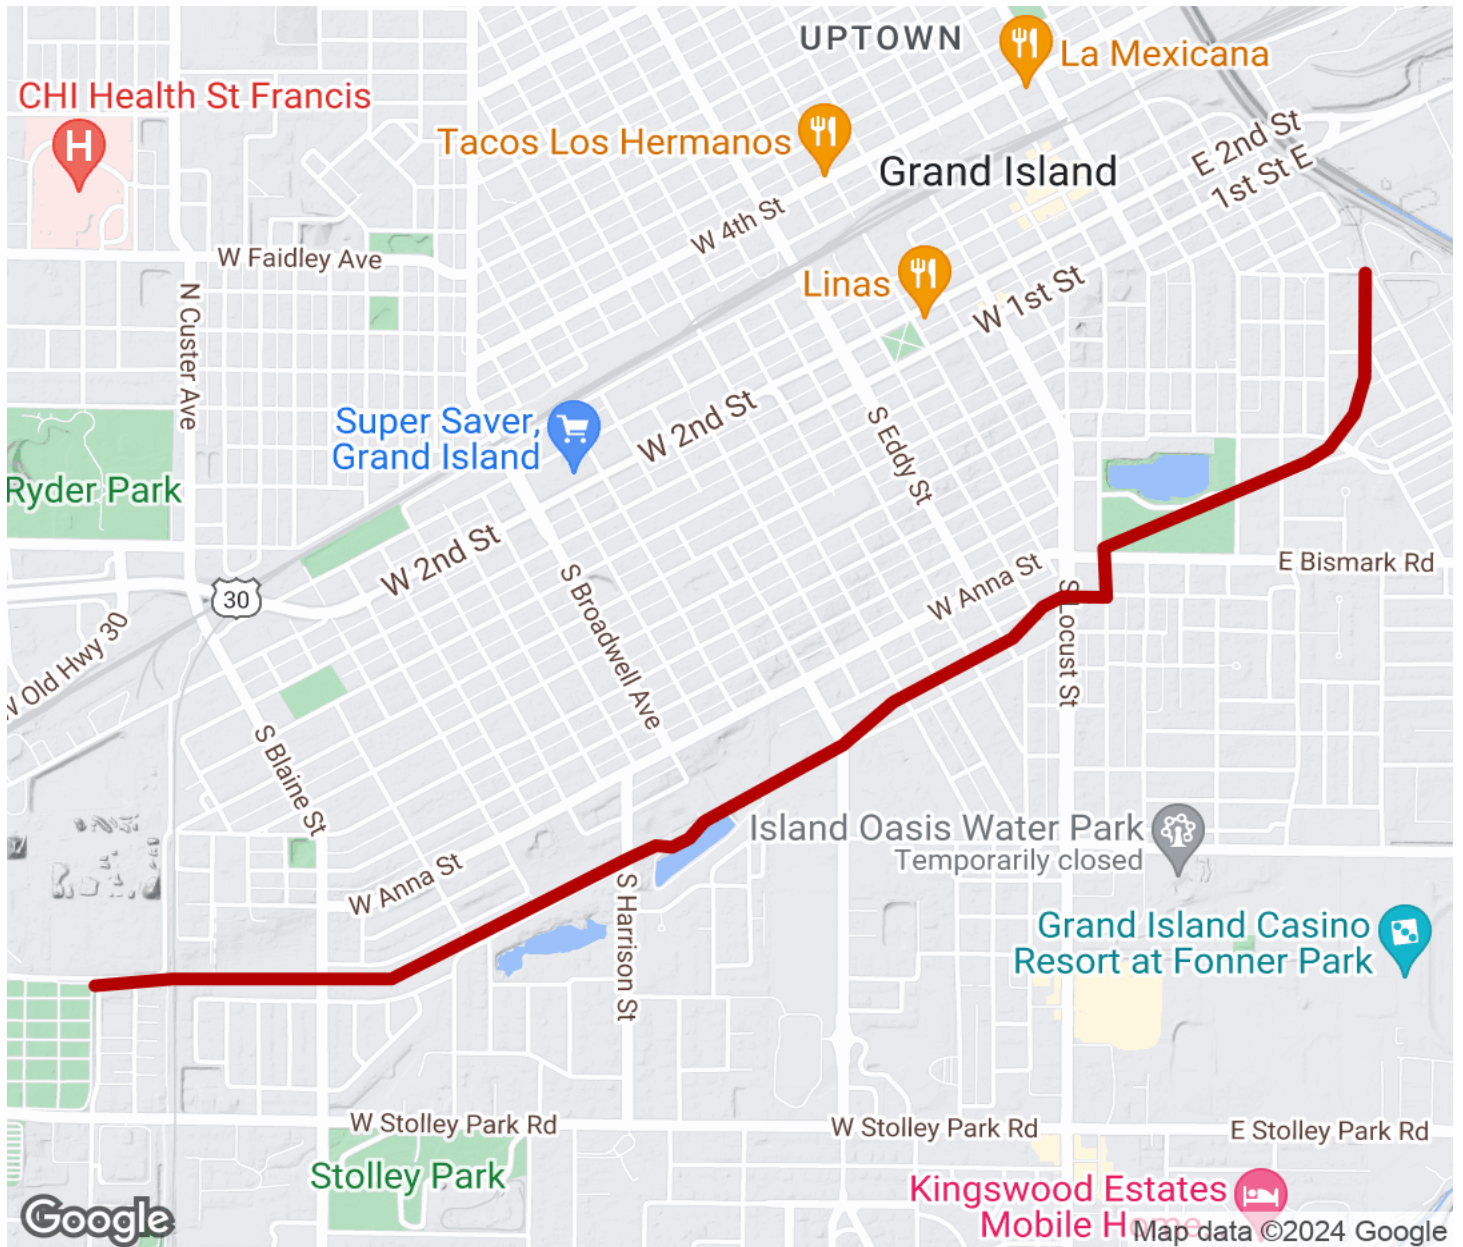 UPTOWN
La Mexicana
CHI Health St Francis
H
Tacos Los Hermanos
Grand Island
E 2nd St
1st St E
W 4th St
W Faidley Ave
N Custer Ave
Linas
W 1st St
Super Saver,
Grand Island
W 2nd St
S Eddy St
Ryder Park
W 2nd St
30
S Broadwell Ave
W Anna St
E Bismark Rd
S Locust St
W Old Hwy 30
S Blaine St
Island Oasis Water Park
Temporarily closed
W Anna St
S Harrison St
Grand Island Casino
Resort at Fonner Park
W Stolley Park Rd
W Stolley Park Rd
E Stolley Park Rd
Stolley Park
Kingswood Estates
Mobile Home...
Google
Map data ©2024 Google